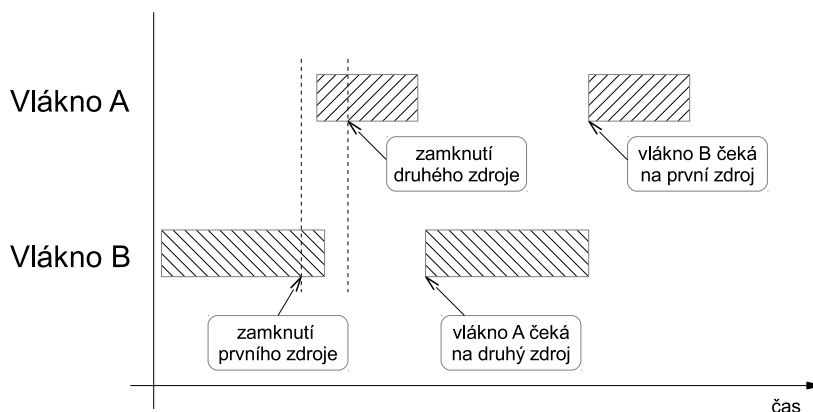 Vlákno A
zamknutí
druhého zdroje
vlákno B čeká
na první zdroj
Vlákno B
zamknutí
prvního zdroje
vlákno A čeká
na druhý zdroj
čas